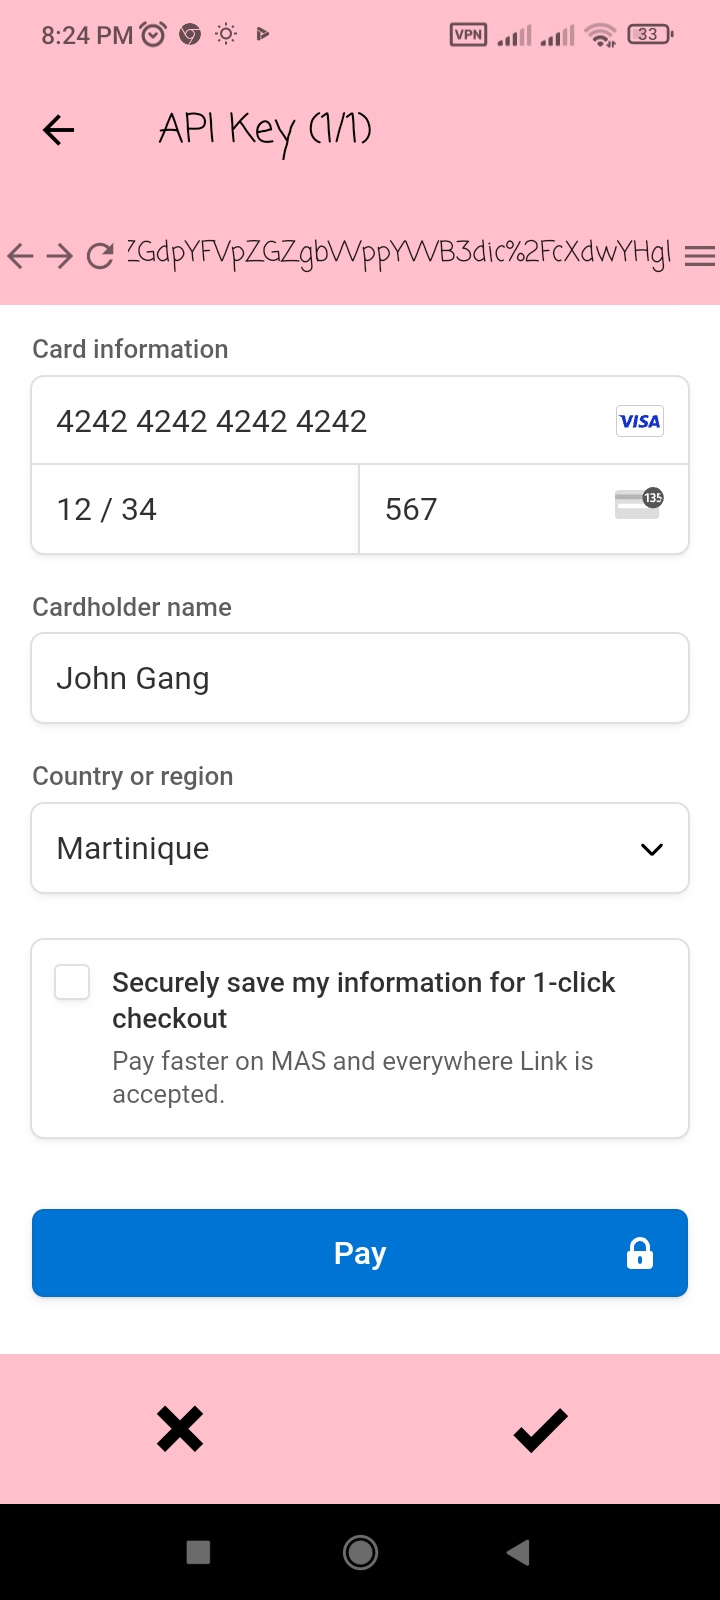 8:24 PM VPN 33
API Key (1/1)
ZGdpYFVpZGZgbWppYWB3dic%2FcXdwYHgl
Card information
4242 4242 4242 4242 VISA
12 / 34 567 135
Cardholder name
John Gang
Country or region
Martinique
Securely save my information for 1-click
checkout
Pay faster on MAS and everywhere Link is
accepted.
Pay